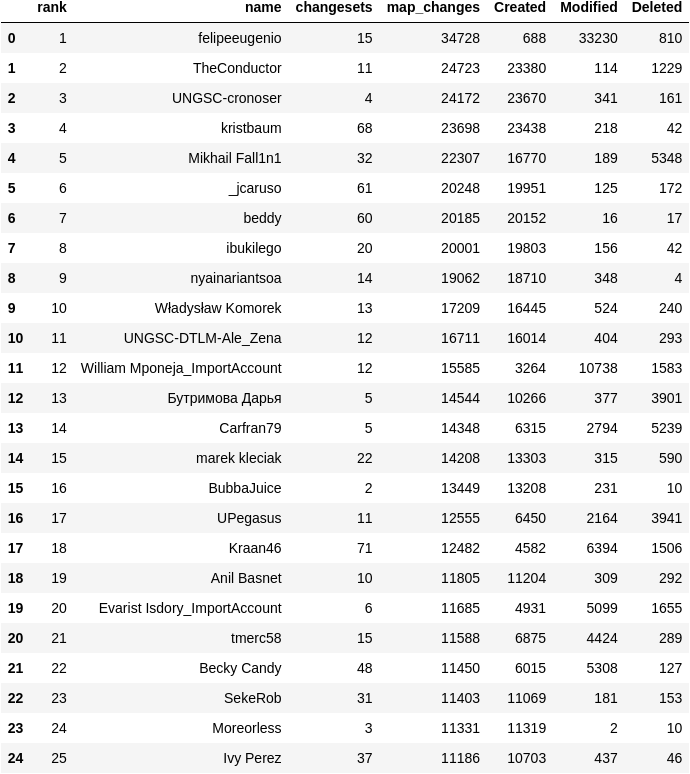 rank name changesets map_changes Created Modified Deleted
0 1 felipeeugenio 15 34728 688 33230 810
1 2 TheConductor 11 24723 23380 114 1229
2 3 UNGSC-cronoser 4 24172 23670 341 161
3 4 kristbaum 68 23698 23438 218 42
4 5 Mikhail Fall1n1 32 22307 16770 189 5348
5 6 _jcaruso 61 20248 19951 125 172
6 7 beddy 60 20185 20152 16 17
7 8 ibukilego 20 20001 19803 156 42
8 9 nyainariantsoa 14 19062 18710 348 4
9 10 Władysław Komorek 13 17209 16445 524 240
10 11 UNGSC-DTLM-Ale_Zena 12 16711 16014 404 293
11 12 William Mponeja_ImportAccount 12 15585 3264 10738 1583
12 13 Бутримова Дарья 5 14544 10266 377 3901
13 14 Carfran79 5 14348 6315 2794 5239
14 15 marek kleciak 22 14208 13303 315 590
15 16 BubbaJuice 2 13449 13208 231 10
16 17 UPegasus 11 12555 6450 2164 3941
17 18 Kraan46 71 12482 4582 6394 1506
18 19 Anil Basnet 10 11805 11204 309 292
19 20 Evarist Isdory_ImportAccount 6 11685 4931 5099 1655
20 21 tmerc58 15 11588 6875 4424 289
21 22 Becky Candy 48 11450 6015 5308 127
22 23 SekeRob 31 11403 11069 181 153
23 24 Moreorless 3 11331 11319 2 10
24 25 Ivy Perez 37 11186 10703 437 46